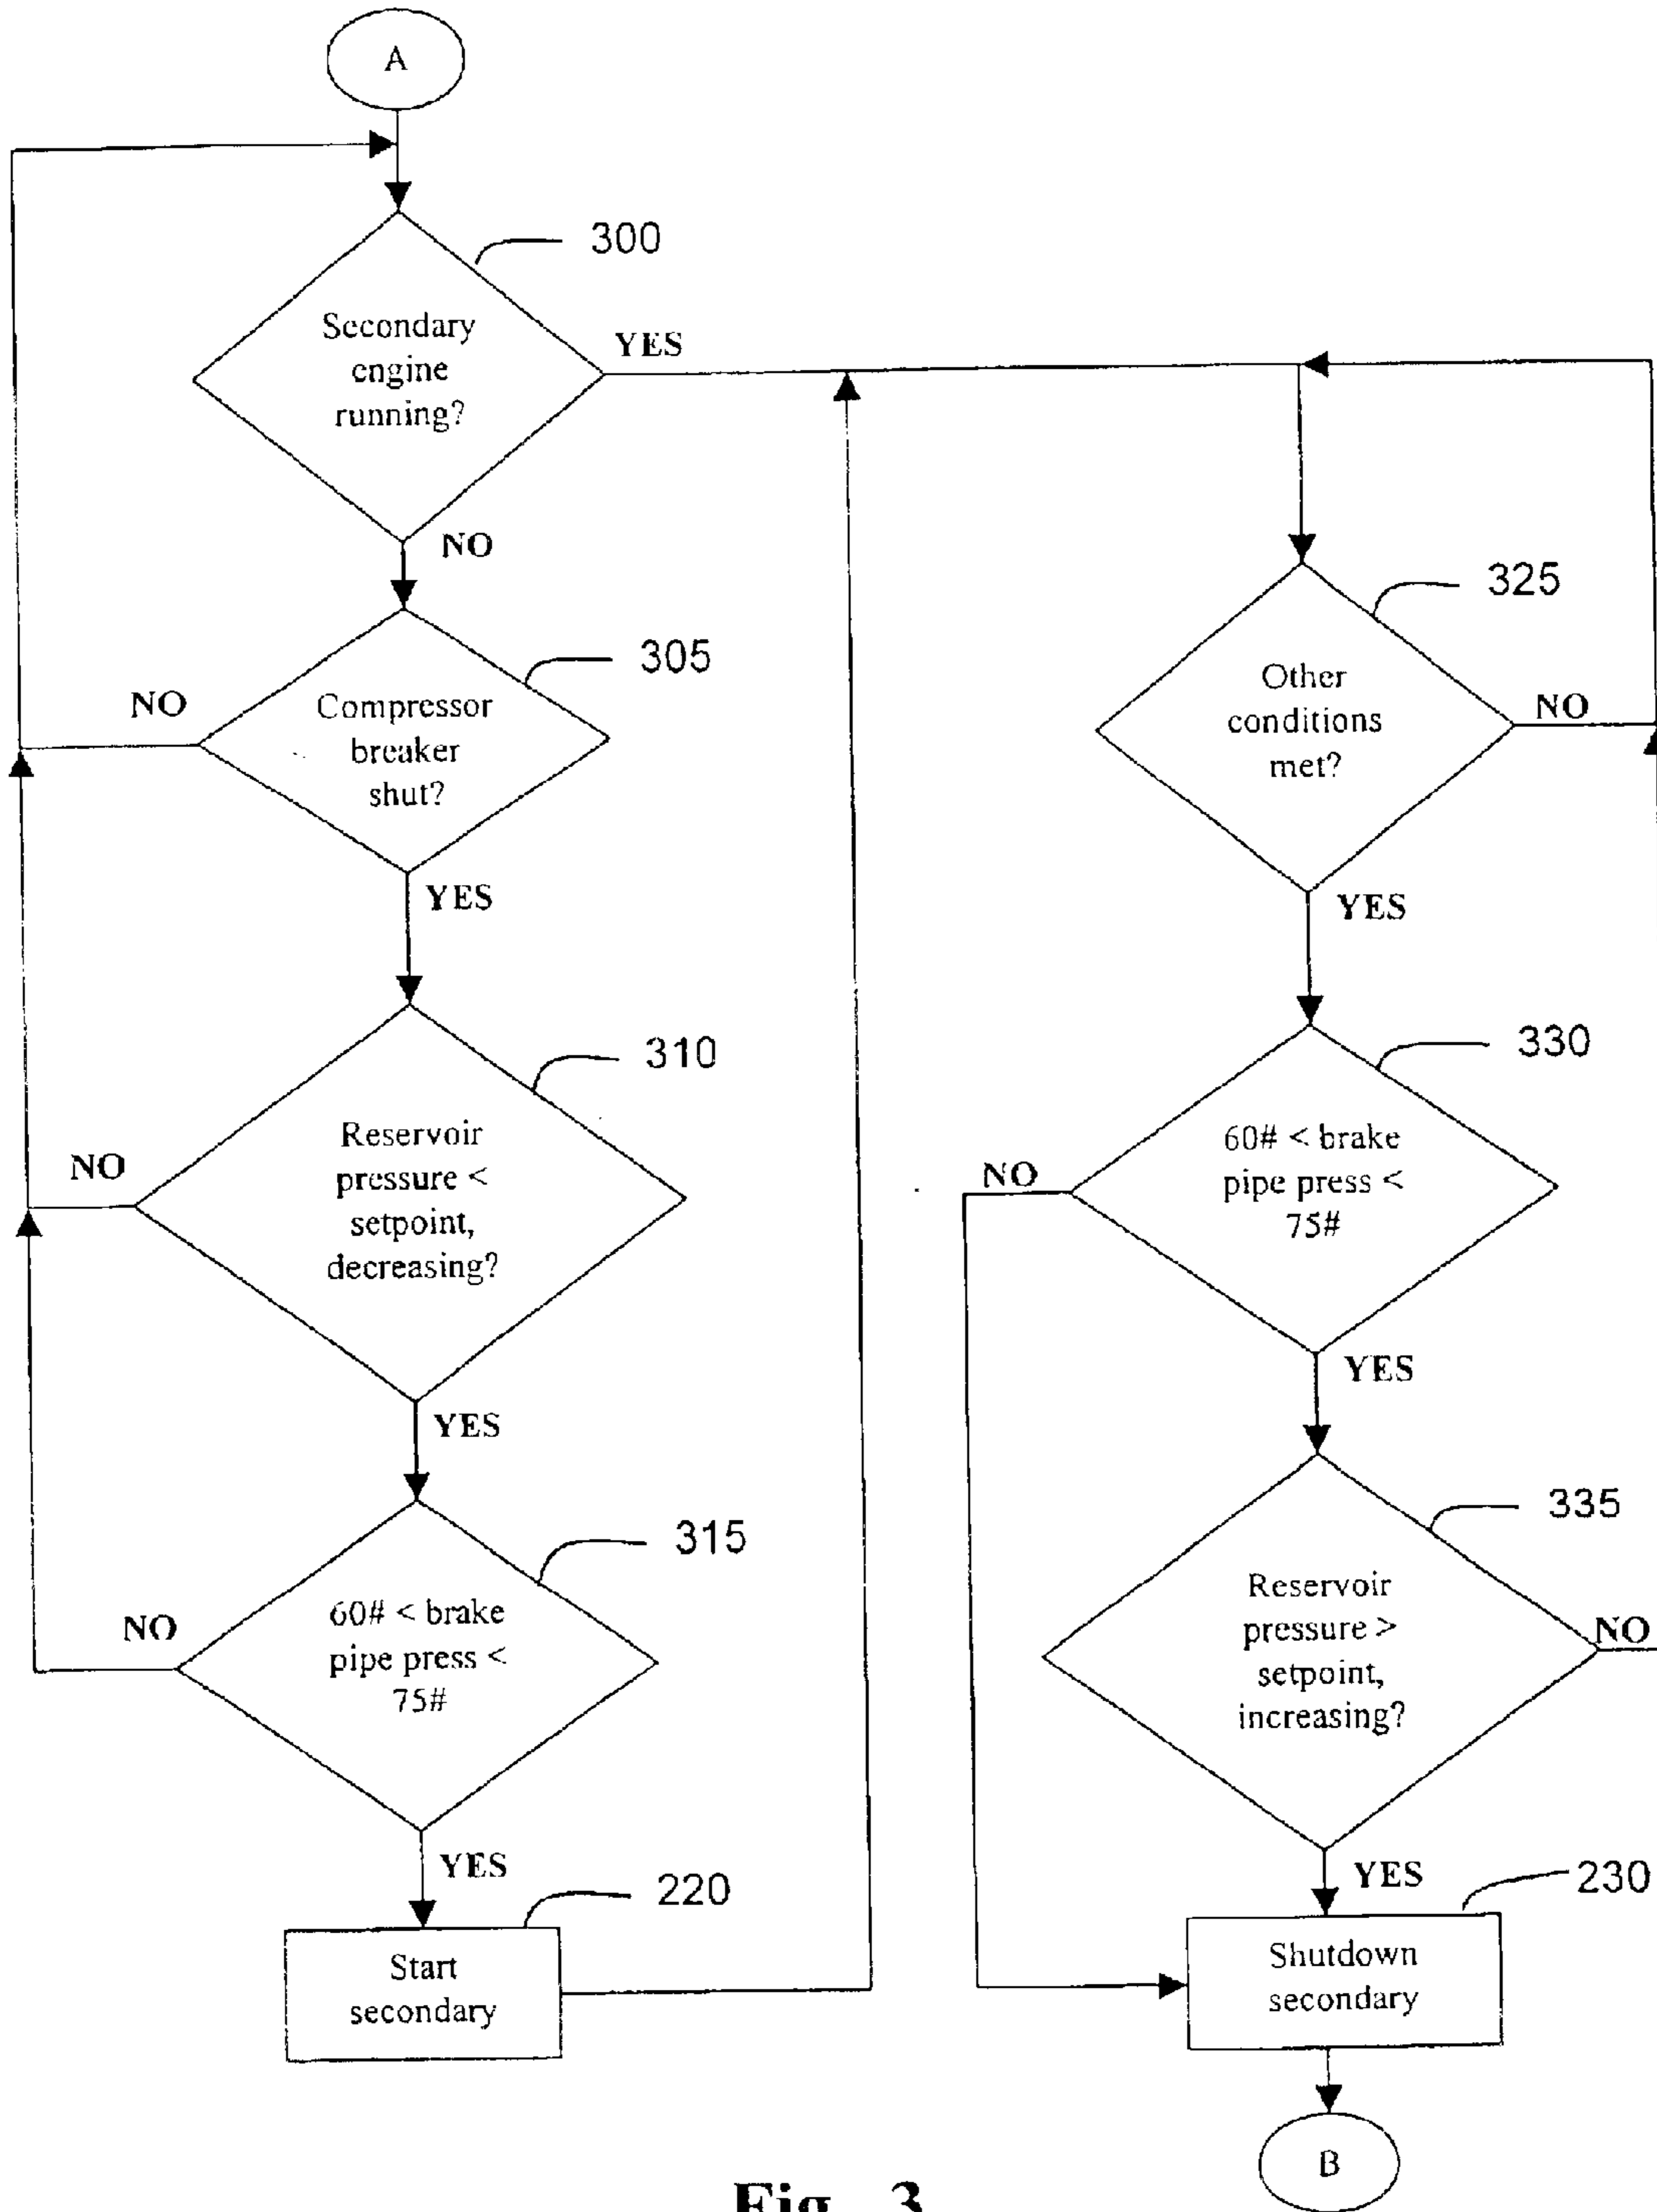 A
300
Secondary
engine
running?
YES
NO
305
Compressor
breaker
shut?
NO
YES
310
Reservoir
pressure <
setpoint,
decreasing?
NO
YES
315
60# < brake
pipe press <
75#
NO
YES
220
Start
secondary
325
Other
conditions
met?
NO
YES
330
60# < brake
pipe press <
75#
NO
YES
335
Reservoir
pressure >
setpoint,
increasing?
NO
YES
230
Shutdown
secondary
B
Fig. 3